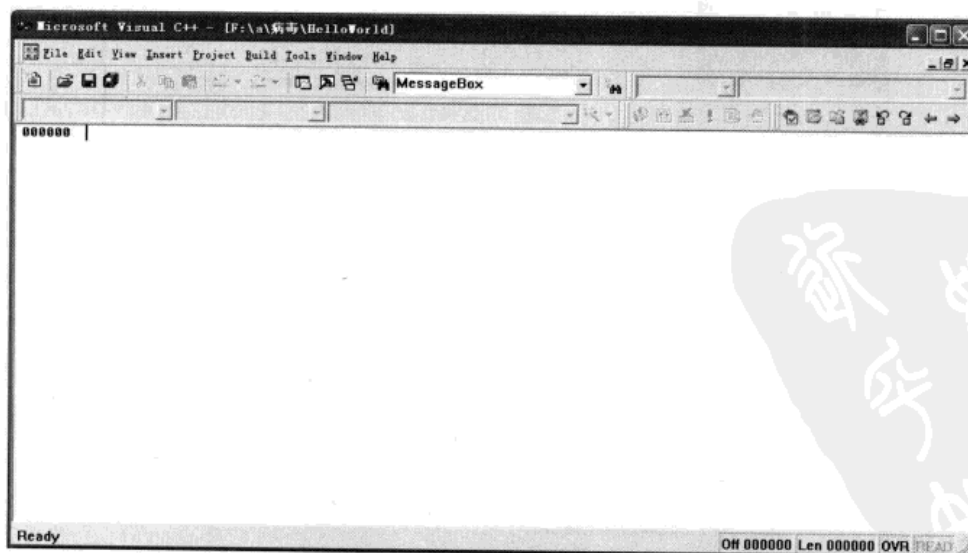 Microsoft Visual C++ - [F:\a\病毒\HelloWorld]
File Edit View Insert Project Build Tools Window Help
MessageBox
000000
Ready
Off 000000 Len 000000 OVR READ